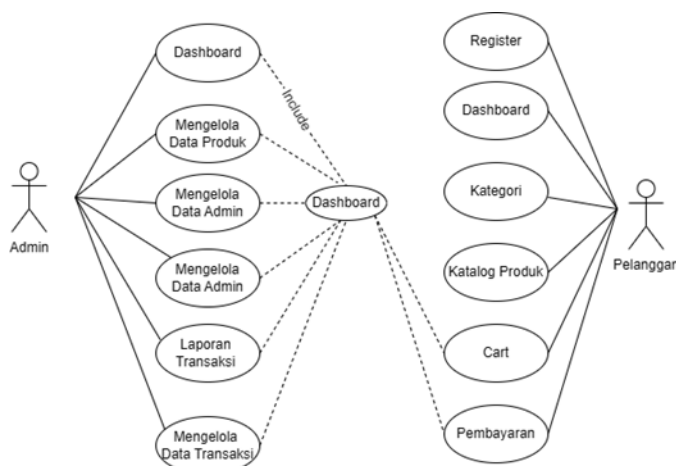 Dashboard
Include
Mengelola
Data Produk
Mengelola
Data Admin
Mengelola
Data Admin
Laporan
Transaksi
Mengelola
Data Transaksi
Admin
Dashboard
Register
Dashboard
Kategori
Katalog Produk
Cart
Pembayaran
Pelanggar